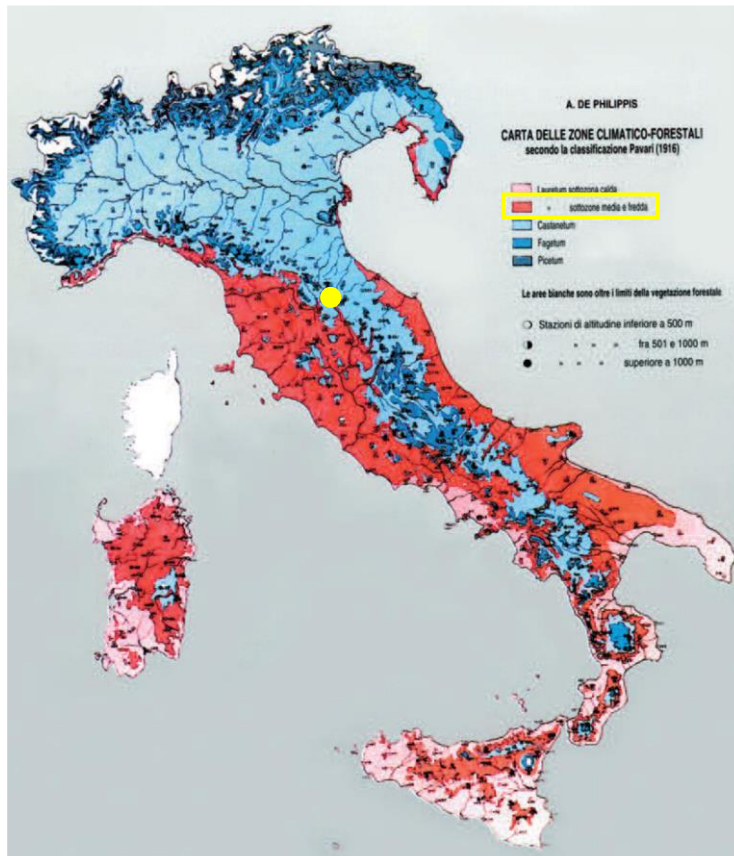 A. DE PHILIPPIS
CARTA DELLE ZONE CLIMATICO-FORESTALI
secondo la classificazione Pavari (1916)
Lauretum sottozona calda
" sottozone media e fredda
Castanetum
Fagetum
Picetum
Le aree bianche sono oltre i limiti della vegetazione forestale
Stazioni di altitudine inferiore a 500 m
" " " fra 501 e 1000 m
" " " superiore a 1000 m